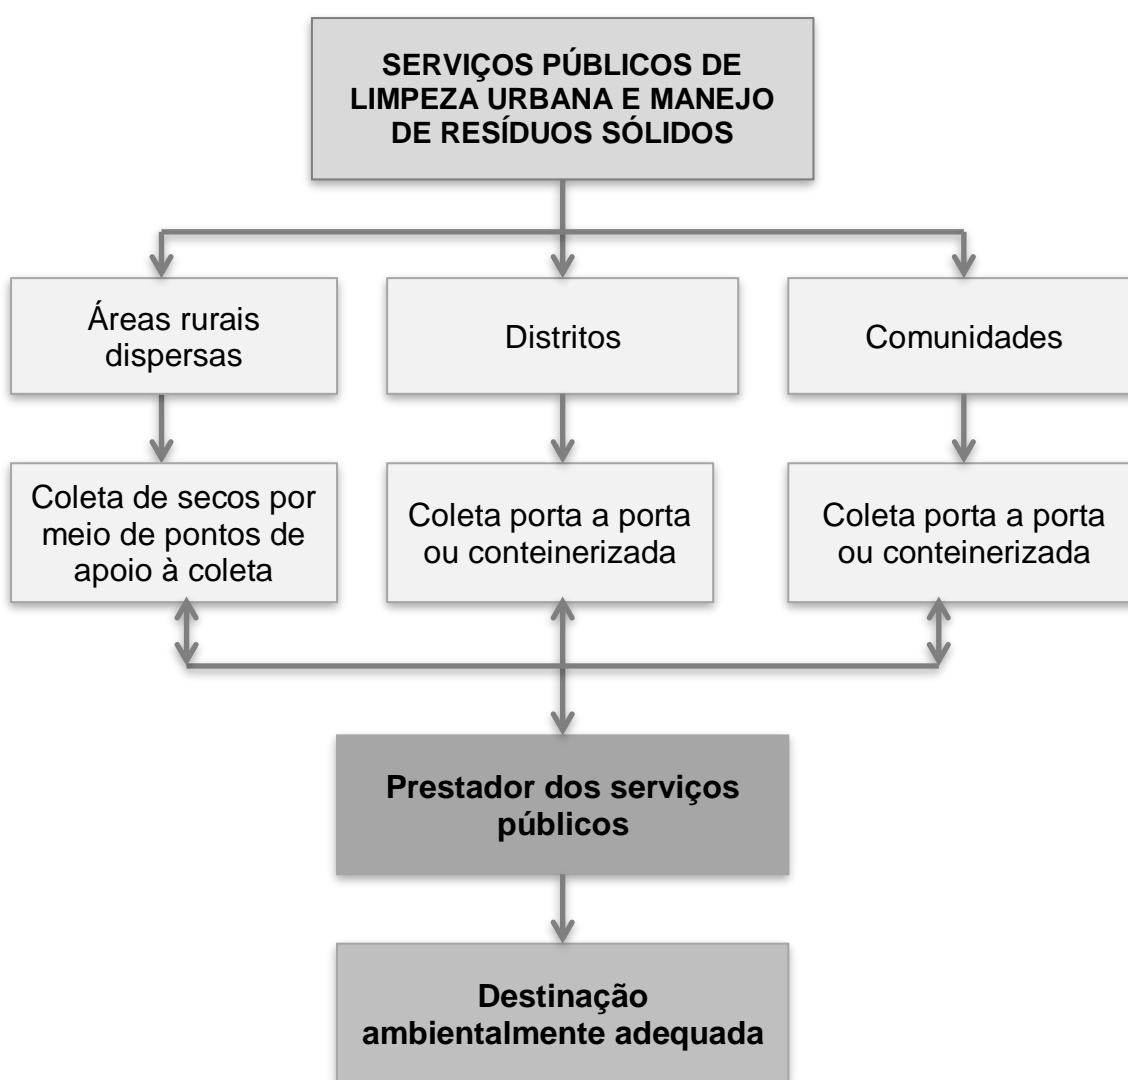 SERVIÇOS PÚBLICOS DE
LIMPEZA URBANA E MANEJO
DE RESÍDUOS SÓLIDOS
Áreas rurais
dispersas
Distritos
Comunidades
Coleta de secos por
meio de pontos de
apoio à coleta
Coleta porta a porta
ou conteinerizada
Coleta porta a porta
ou conteinerizada
Prestador dos serviços
públicos
Destinação
ambientalmente adequada